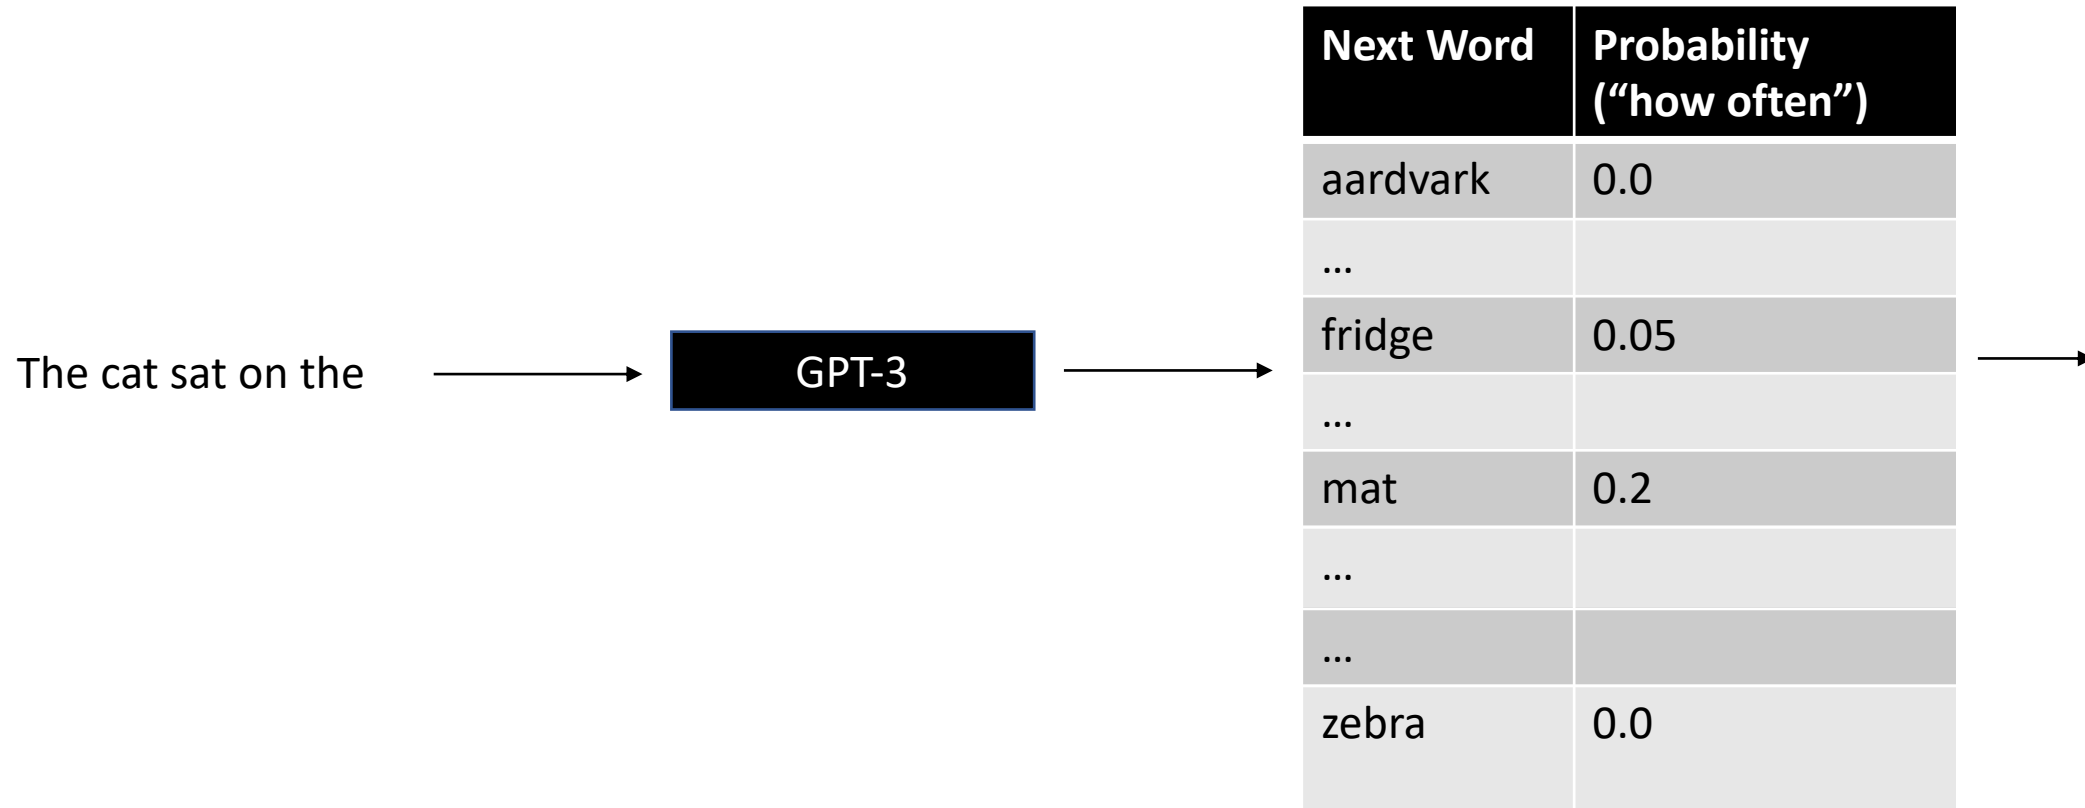 The cat sat on the
GPT-3
Next Word Probability
(“how often”)
aardvark 0.0
…
fridge 0.05
…
mat 0.2
…
…
zebra 0.0